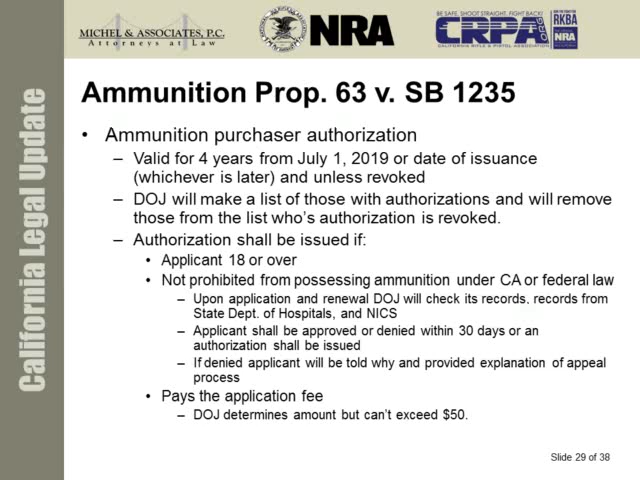 MICHEL & ASSOCIATES, P.C.
Attorneys at Law
NRA
BE SAFE, SHOOT STRAIGHT, FIGHT BACK!
CRPA
.ORG
CALIFORNIA RIFLE & PISTOL ASSOCIATION
RKBA
NRA
California Legal Update
Ammunition Prop. 63 v. SB 1235
• Ammunition purchaser authorization
– Valid for 4 years from July 1, 2019 or date of issuance
(whichever is later) and unless revoked
– DOJ will make a list of those with authorizations and will remove
those from the list who's authorization is revoked.
– Authorization shall be issued if:
• Applicant 18 or over
• Not prohibited from possessing ammunition under CA or federal law
– Upon application and renewal DOJ will check its records, records from
State Dept. of Hospitals, and NICS
– Applicant shall be approved or denied within 30 days or an
authorization shall be issued
– If denied applicant will be told why and provided explanation of appeal
process
• Pays the application fee
– DOJ determines amount but can't exceed $50.
Slide 29 of 38